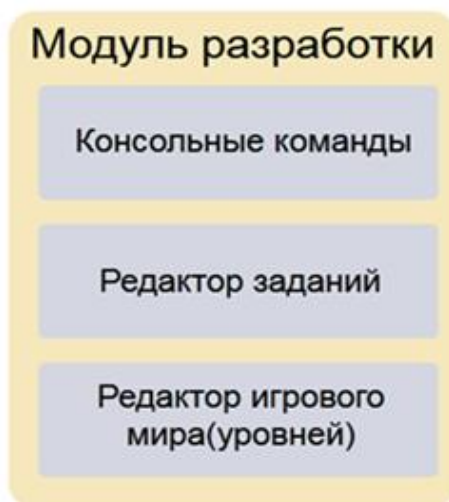 Модуль разработки
Консольные команды
Редактор заданий
Редактор игрового
мира(уровней)